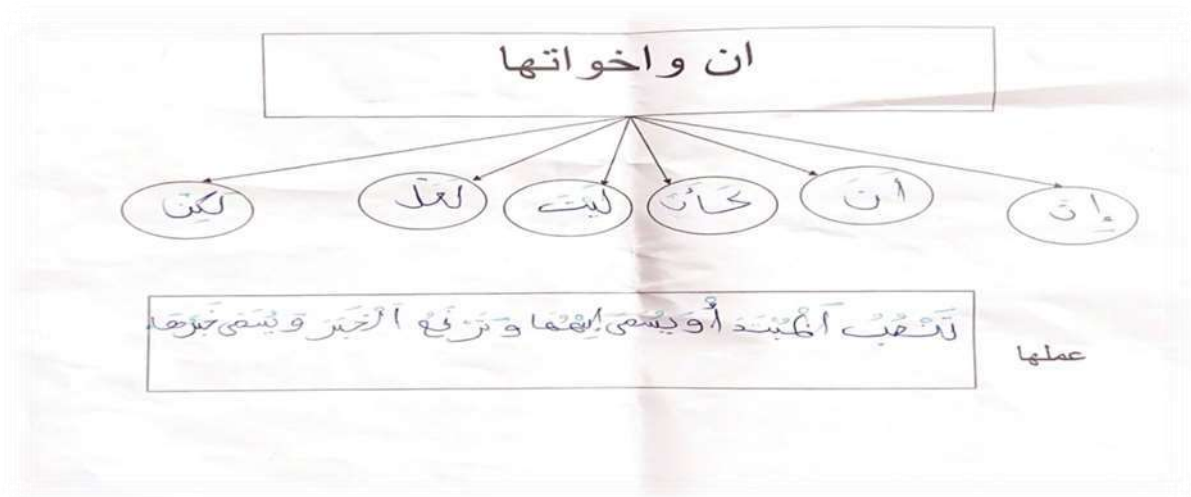 ان واخواتها
إن أن كأن ليت لعل لكن
تنصب المبتدأ ويسمى اسمها وترفع الخبر ويسمى خبرها
عملها